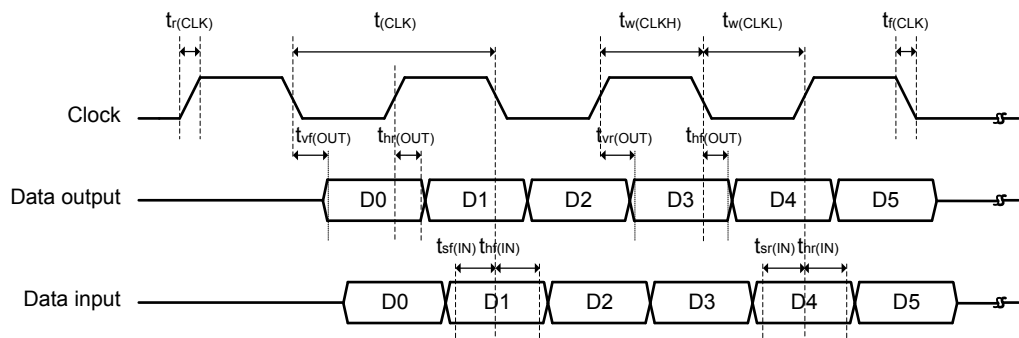 tr(CLK) t(CLK) tw(CLKH) tw(CLKL) tf(CLK)
Clock
tvf(OUT) thr(OUT) tvr(OUT) thf(OUT)
Data output D0 D1 D2 D3 D4 D5
tsf(IN) thf(IN) tsr(IN) thr(IN)
Data input D0 D1 D2 D3 D4 D5